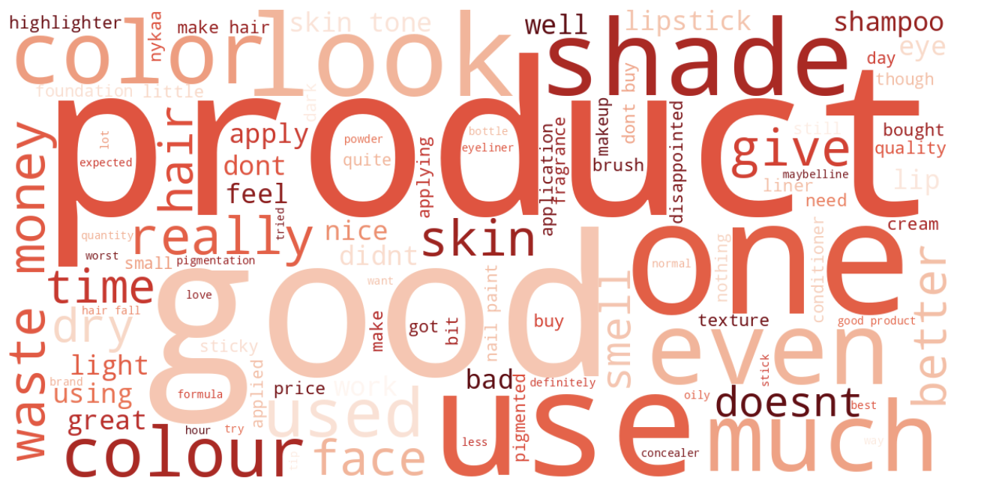 highlighter
nykaa
make hair
color
look
skin tone
well
lipstick
shampoo
shade
eye
day
though
foundation little
dark
dont buy
product
money
hair
apply
dont
feel
lot
expected
powder
quite
applying
bottle
eyeliner
application
fragrance
makeup
brush
disappointed
still
give
maybelline
liner
need
bought
quality
lip
cream
quantity
really
tried
nice
didnt
skin
one
normal
nothing
conditioner
better
worst
small
pigmentation
time
good
love
want
hair fall
dry
sticky
make
got
bit
nail paint
buy
smell
texture
good product
even
waste
light
brand
using
formula
applied
price
work
used
bad
pigmented
definitely
oily
stick
doesnt
best
great
hour
try
colour
tip
face
use
less
concealer
much
way